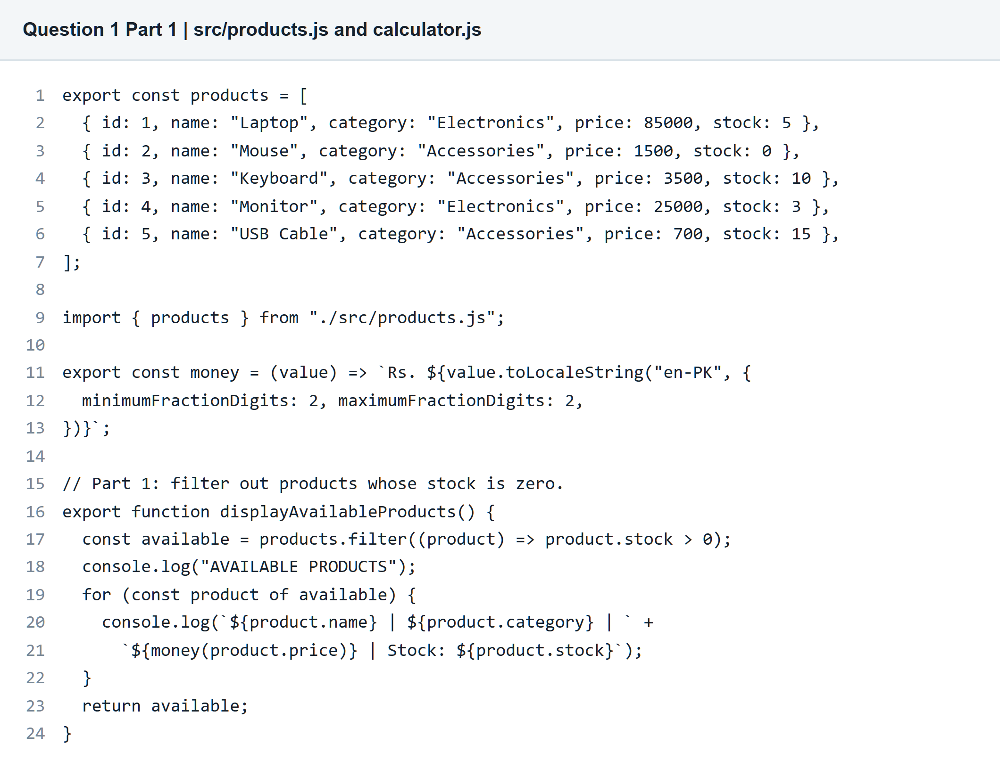 Question 1 Part 1 | src/products.js and calculator.js
1 export const products = [
2   { id: 1, name: "Laptop", category: "Electronics", price: 85000, stock: 5 },
3   { id: 2, name: "Mouse", category: "Accessories", price: 1500, stock: 0 },
4   { id: 3, name: "Keyboard", category: "Accessories", price: 3500, stock: 10 },
5   { id: 4, name: "Monitor", category: "Electronics", price: 25000, stock: 3 },
6   { id: 5, name: "USB Cable", category: "Accessories", price: 700, stock: 15 },
7 ];
8
9 import { products } from "./src/products.js";
10
11 export const money = (value) => `Rs. ${value.toLocaleString("en-PK", {
12   minimumFractionDigits: 2, maximumFractionDigits: 2,
13 })}`;
14
15 // Part 1: filter out products whose stock is zero.
16 export function displayAvailableProducts() {
17   const available = products.filter((product) => product.stock > 0);
18   console.log("AVAILABLE PRODUCTS");
19   for (const product of available) {
20     console.log(`${product.name} | ${product.category} | ` +
21       `${money(product.price)} | Stock: ${product.stock}`);
22   }
23   return available;
24 }